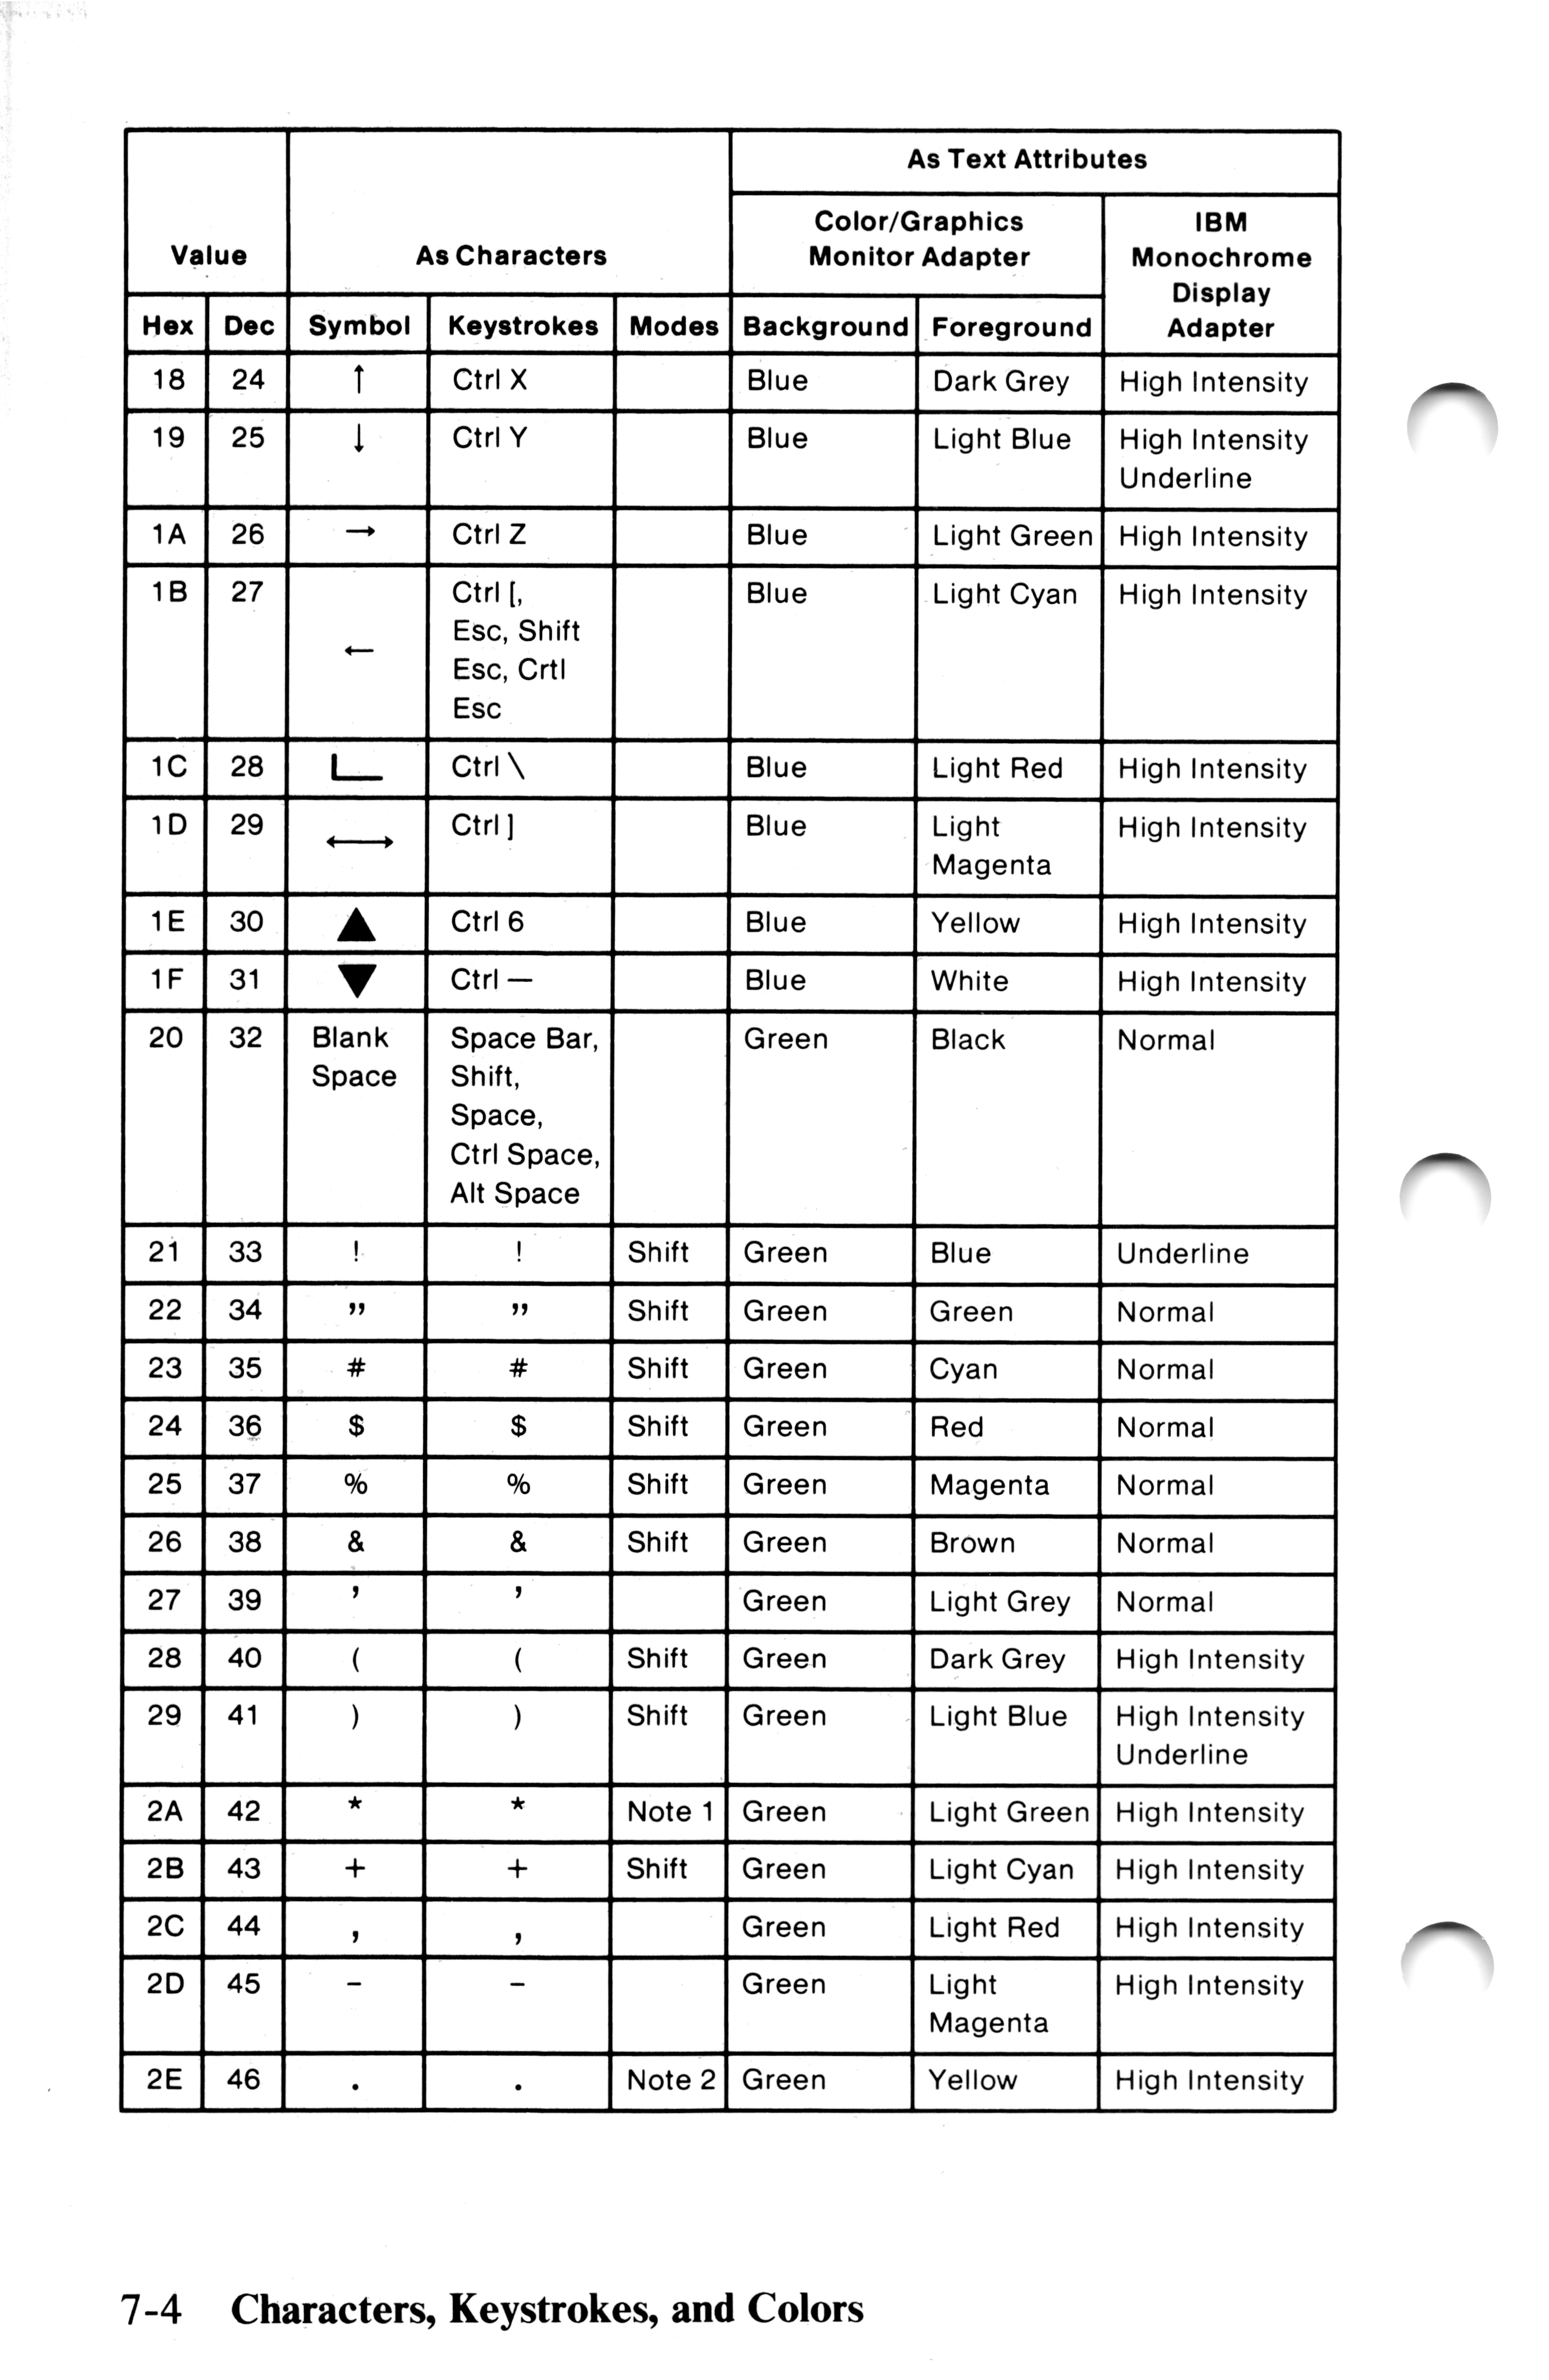 As Text Attributes
Value As Characters Color/Graphics Monitor Adapter IBM Monochrome Display Adapter
Hex Dec Symbol Keystrokes Modes Background Foreground
18 24 ↑ Ctrl X Blue Dark Grey High Intensity
19 25 ↓ Ctrl Y Blue Light Blue High Intensity
Underline
1A 26 → Ctrl Z Blue Light Green High Intensity
1B 27 ← Ctrl [, Blue Light Cyan High Intensity
Esc, Shift
Esc, Crtl
Esc
1C 28 ∟ Ctrl \ Blue Light Red High Intensity
1D 29 ↔ Ctrl ] Blue Light High Intensity
Magenta
1E 30 ▲ Ctrl 6 Blue Yellow High Intensity
1F 31 ▼ Ctrl — Blue White High Intensity
20 32 Blank Space Bar, Green Black Normal
Space Shift,
Space,
Ctrl Space,
Alt Space
21 33 ! ! Shift Green Blue Underline
22 34 ” ” Shift Green Green Normal
23 35 # # Shift Green Cyan Normal
24 36 $ $ Shift Green Red Normal
25 37 % % Shift Green Magenta Normal
26 38 & & Shift Green Brown Normal
27 39 ’ ’ Green Light Grey Normal
28 40 ( ( Shift Green Dark Grey High Intensity
29 41 ) ) Shift Green Light Blue High Intensity
Underline
2A 42 * * Note 1 Green Light Green High Intensity
2B 43 + + Shift Green Light Cyan High Intensity
2C 44 , , Green Light Red High Intensity
2D 45 - - Green Light High Intensity
Magenta
2E 46 . . Note 2 Green Yellow High Intensity
7-4 Characters, Keystrokes, and Colors